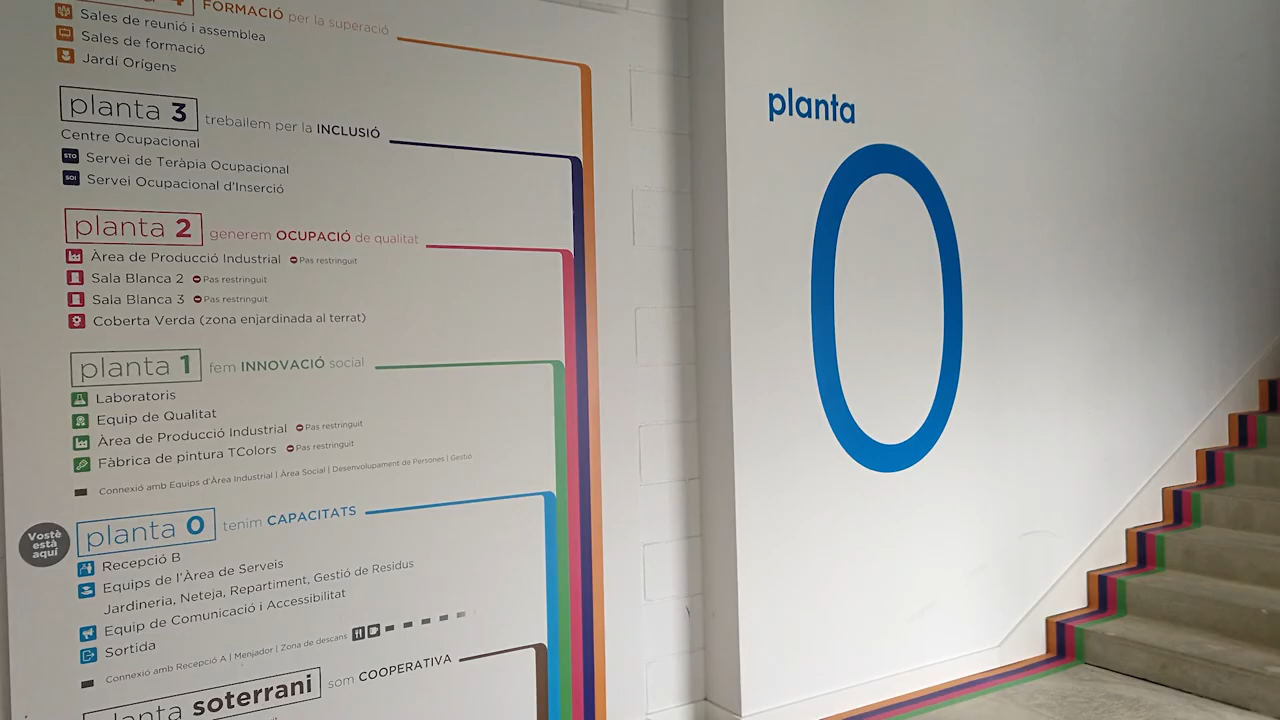 FORMACIÓ per la superació
Sales de reunió i assemblea
Sales de formació
Jardí Orígens
planta 3 treballem per la INCLUSIÓ
Centre Ocupacional
STO Servei de Teràpia Ocupacional
SOI Servei Ocupacional d'Inserció
planta 2 generem OCUPACIÓ de qualitat
Àrea de Producció Industrial Pas restringuit
Sala Blanca 2 Pas restringuit
Sala Blanca 3 Pas restringuit
Coberta Verda (zona enjardinada al terrat)
planta 1 fem INNOVACIÓ social
Laboratoris
Equip de Qualitat
Àrea de Producció Industrial Pas restringuit
Fàbrica de pintura TColors Pas restringuit
Connexió amb Equips d'Àrea Industrial | Àrea Social | Desenvolupament de Persones | Gestió
Vostè
està
aquí
planta 0 tenim CAPACITATS
Recepció B
Equips de l'Àrea de Serveis
Jardineria, Neteja, Repartiment, Gestió de Residus
Equip de Comunicació i Accessibilitat
Sortida
Connexió amb Recepció A | Menjador | Zona de descans
planta soterrani som COOPERATIVA
planta
0